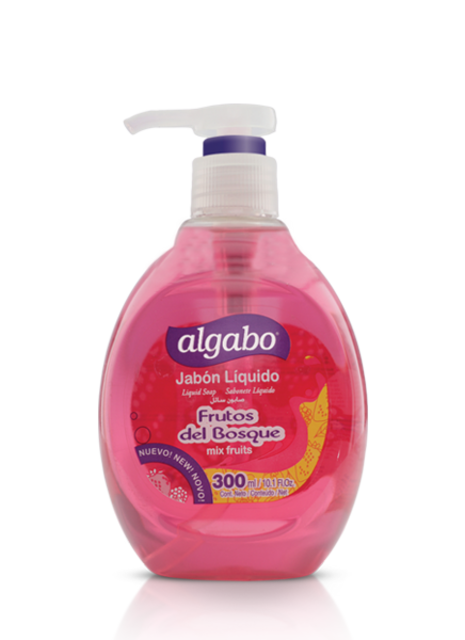 algabo®
Jabón Líquido
Liquid Soap Sabonete Líquido
صابون سائل
Frutos
del Bosque
mix fruits
NUEVO! NEW! NOVO!
300 ml / 10.1 Fl.Oz.
Cont. Neto - Conteúdo - Net